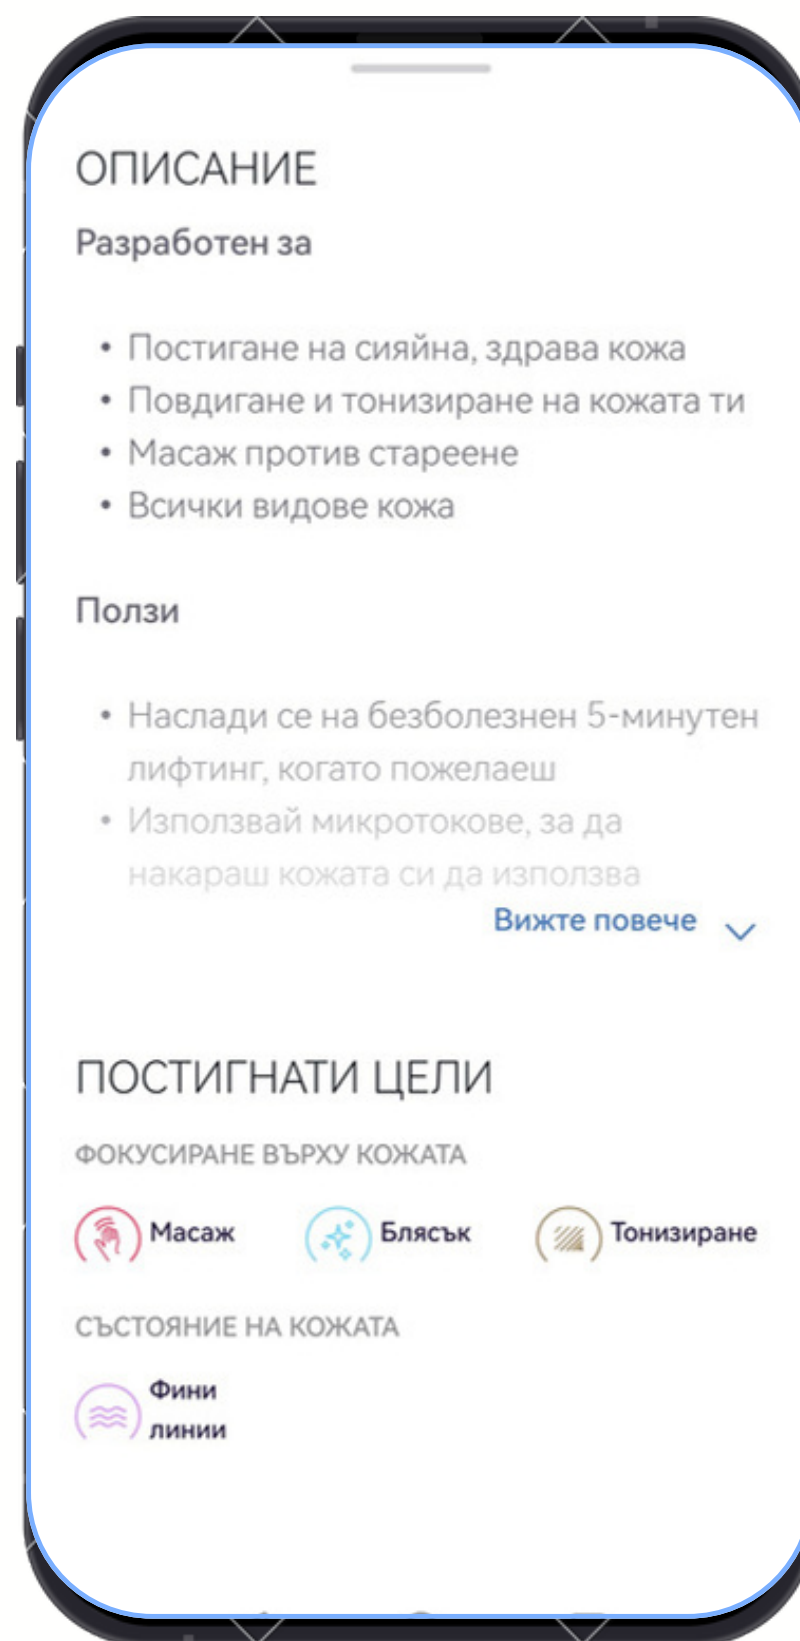 ОПИСАНИЕ
Разработен за
• Постигане на сияйна, здрава кожа
• Повдигане и тонизиране на кожата ти
• Масаж против стареене
• Всички видове кожа
Ползи
• Наслади се на безболезнен 5-минутен
лифтинг, когато пожелаеш
• Използвай микротокове, за да
накараш кожата си да използва
Вижте повече
ПОСТИГНАТИ ЦЕЛИ
ФОКУСИРАНЕ ВЪРХУ КОЖАТА
Масаж Блясък Тонизиране
СЪСТОЯНИЕ НА КОЖАТА
Фини
линии